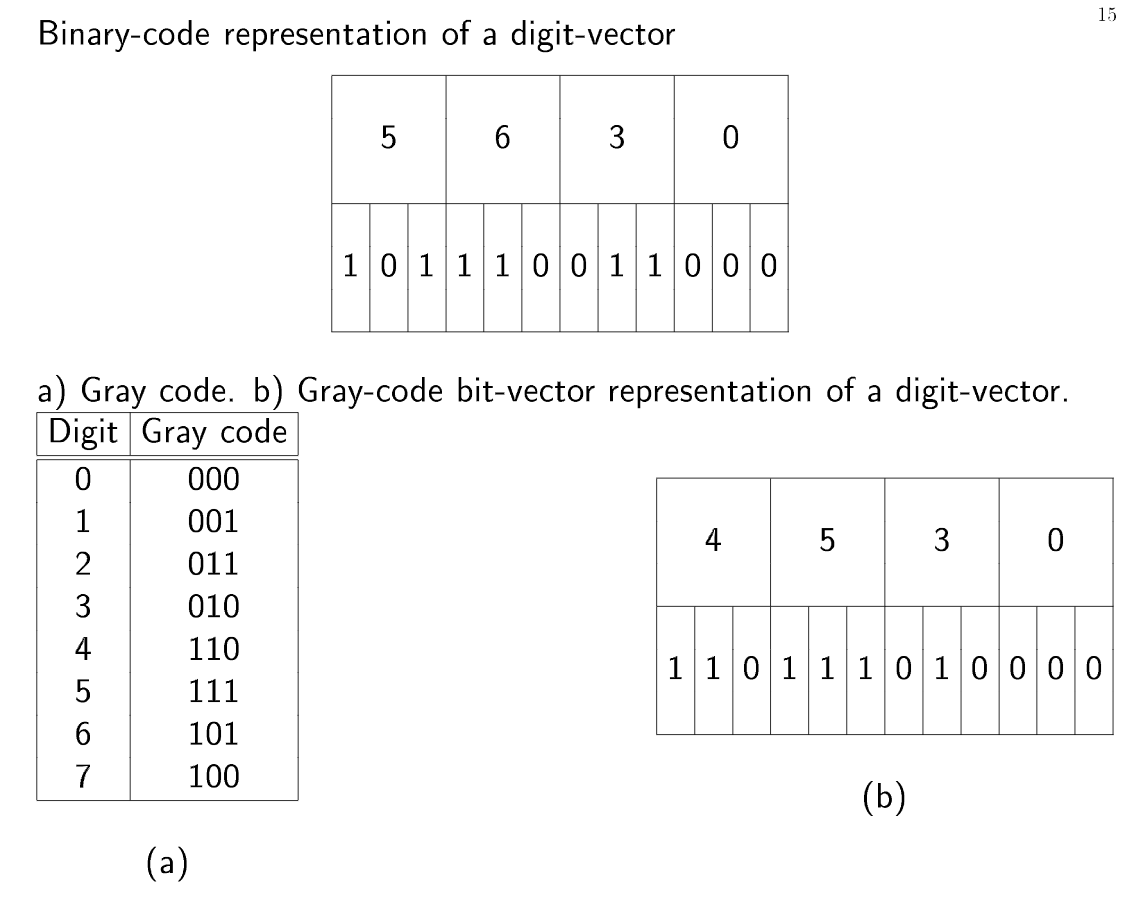 15
Binary-code representation of a digit-vector
5 6 3 0
1 0 1 1 1 0 0 1 1 0 0 0
a) Gray code. b) Gray-code bit-vector representation of a digit-vector.
Digit Gray code
0 000
1 001
2 011
3 010
4 110
5 111
6 101
7 100
(a)
4 5 3 0
1 1 0 1 1 1 0 1 0 0 0 0
(b)